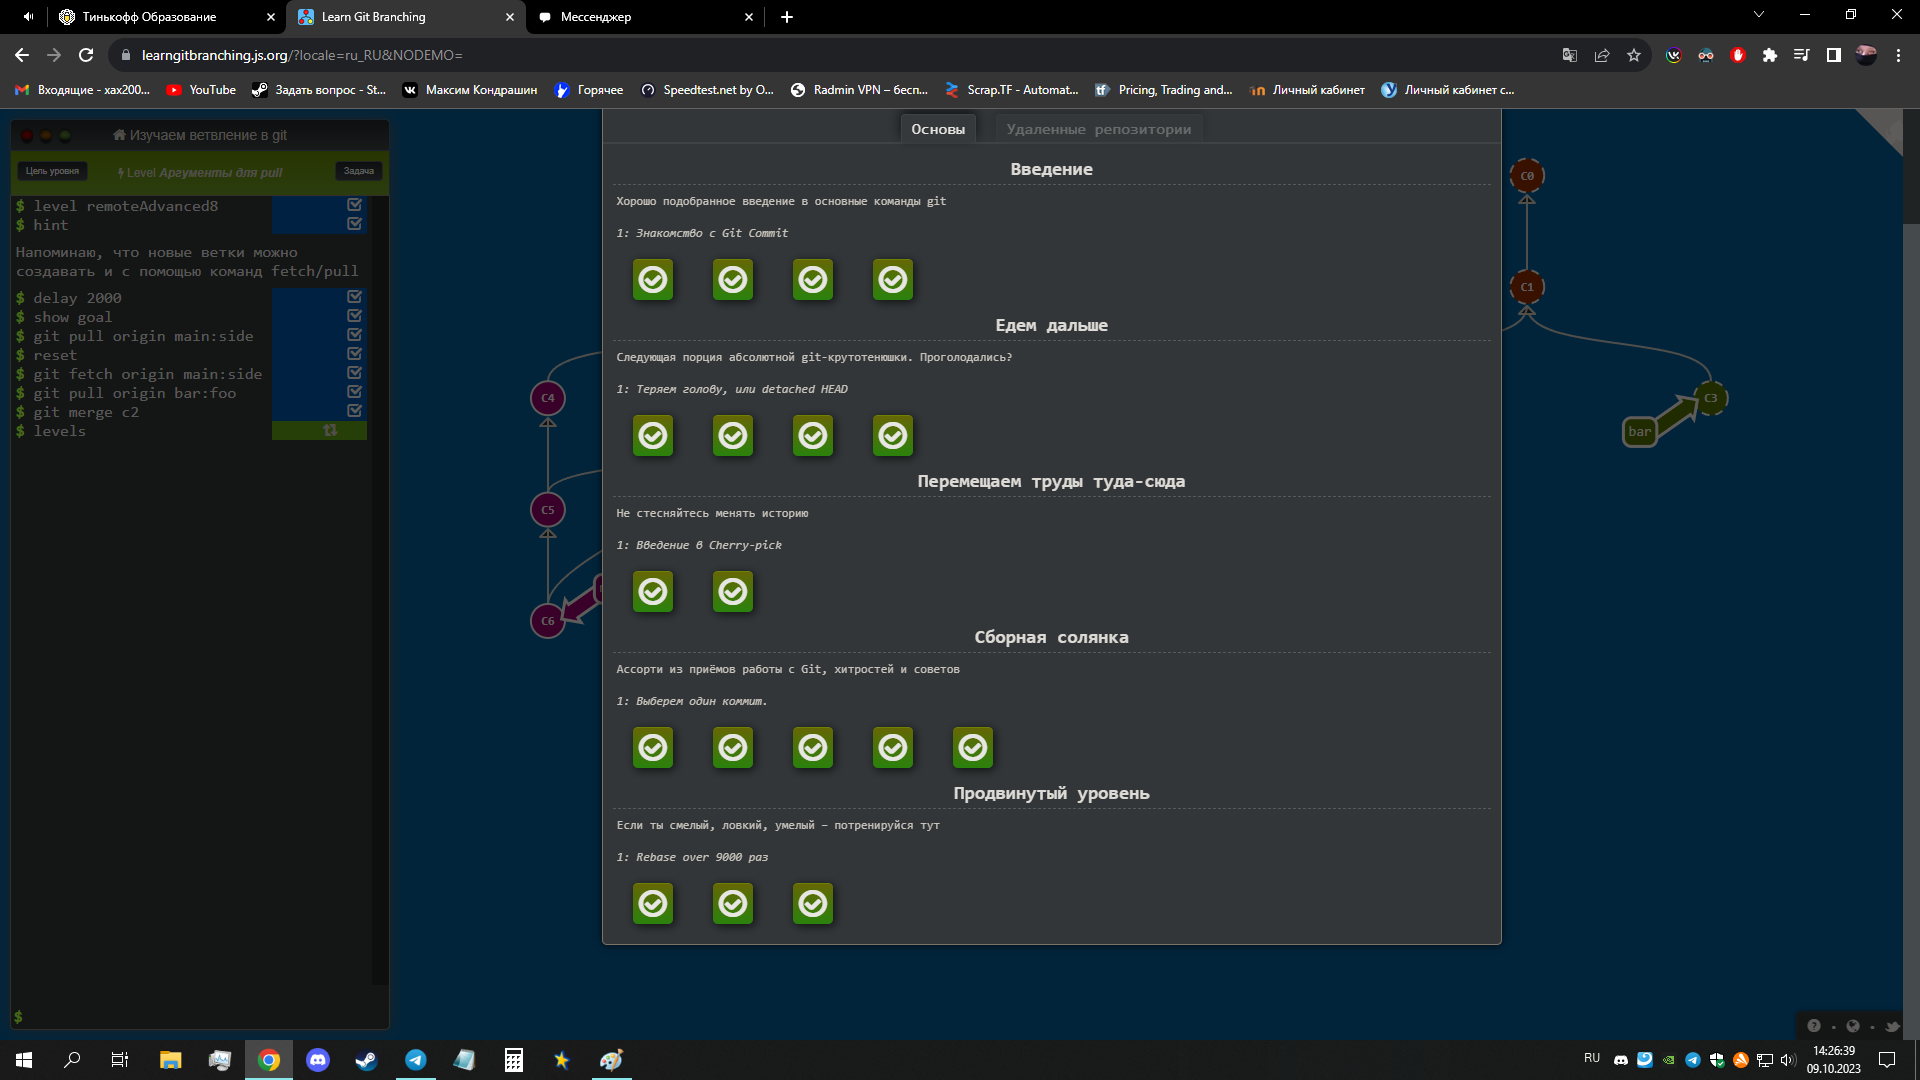 Тинькофф Образование
Learn Git Branching
Мессенджер
learngitbranching.js.org/?locale=ru_RU&NODEMO=
Входящие - xax200...
YouTube
Задать вопрос - St...
Максим Кондрашин
Горячее
Speedtest.net by O...
Radmin VPN – бесп...
Scrap.TF - Automat...
Pricing, Trading and...
Личный кабинет
Личный кабинет с...
Изучаем ветвление в git
Цель уровня
Level Аргументы для pull
Задача
$ level remoteAdvanced8
$ hint
Напоминаю, что новые ветки можно
создавать и с помощью команд fetch/pull
$ delay 2000
$ show goal
$ git pull origin main:side
$ reset
$ git fetch origin main:side
$ git pull origin bar:foo
$ git merge c2
$ levels
$
C4
C5
C6
Основы
Удаленные репозитории
Введение
Хорошо подобранное введение в основные команды git
1: Знакомство с Git Commit
Едем дальше
Следующая порция абсолютной git-крутотенюшки. Проголодались?
1: Теряем голову, или detached HEAD
Перемещаем труды туда-сюда
Не стесняйтесь менять историю
1: Введение в Cherry-pick
Сборная солянка
Ассорти из приёмов работы с Git, хитростей и советов
1: Выберем один коммит.
Продвинутый уровень
Если ты смелый, ловкий, умелый – потренируйся тут
1: Rebase over 9000 раз
C0
C1
C3
bar
RU
14:26:39
09.10.2023